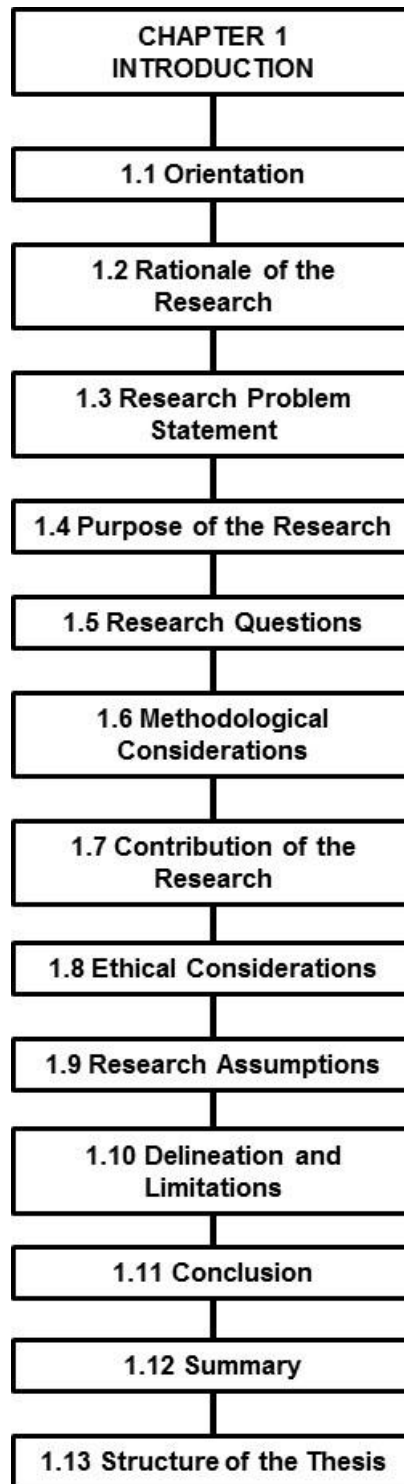 CHAPTER 1
INTRODUCTION
1.1 Orientation
1.2 Rationale of the
Research
1.3 Research Problem
Statement
1.4 Purpose of the Research
1.5 Research Questions
1.6 Methodological
Considerations
1.7 Contribution of the
Research
1.8 Ethical Considerations
1.9 Research Assumptions
1.10 Delineation and
Limitations
1.11 Conclusion
1.12 Summary
1.13 Structure of the Thesis